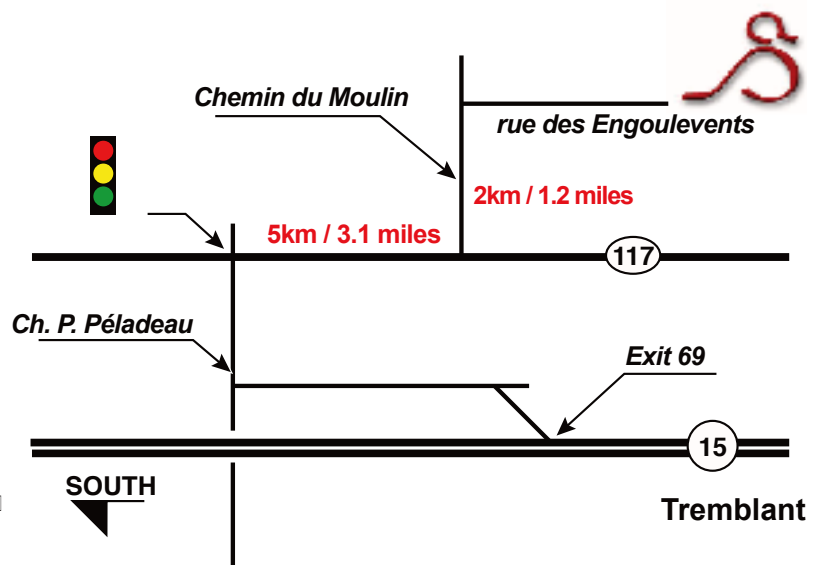 Chemin du Moulin
rue des Engoulevents
2km / 1.2 miles
5km / 3.1 miles
117
Ch. P. Péladeau
Exit 69
15
SOUTH
Tremblant